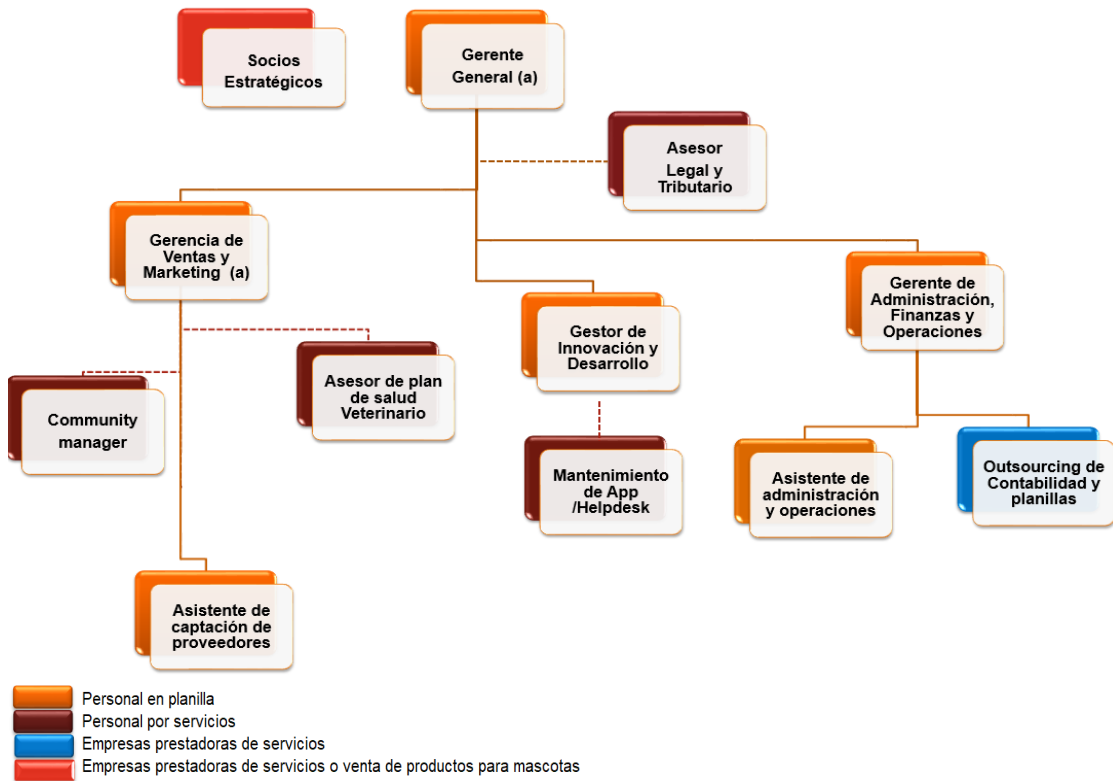 Socios
Estratégicos
Gerente
General (a)
Asesor
Legal y
Tributario
Gerencia de
Ventas y
Marketing (a)
Gestor de
Innovación y
Desarrollo
Gerente de
Administración,
Finanzas y
Operaciones
Community
manager
Asesor de plan
de salud
Veterinario
Mantenimiento
de App
/Helpdesk
Asistente de
administración
y operaciones
Outsourcing de
Contabilidad y
planillas
Asistente de
captación de
proveedores
Personal en planilla
Personal por servicios
Empresas prestadoras de servicios
Empresas prestadoras de servicios o venta de productos para mascotas